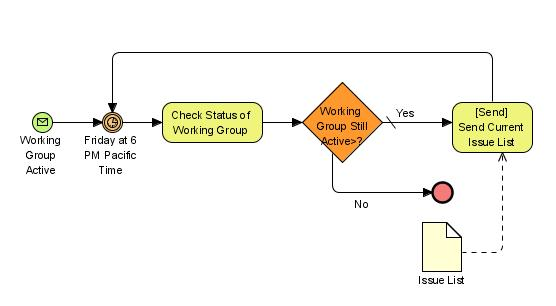 Working
Group
Active
Friday at 6
PM Pacific
Time
Check Status of
Working Group
Working
Group Still
Active>?
Yes
No
[Send]
Send Current
Issue List
Issue List